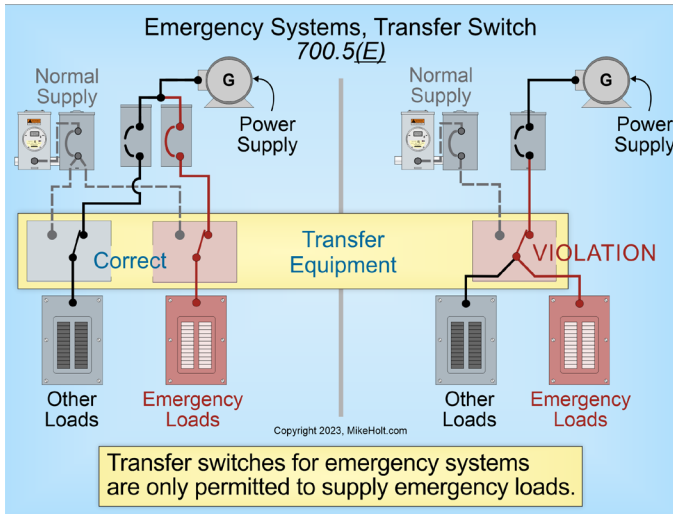 Emergency Systems, Transfer Switch
700.5(E)
Normal
Supply
G
Power
Supply
Normal
Supply
G
Power
Supply
Correct
Transfer
Equipment
VIOLATION
Other
Loads
Emergency
Loads
Other
Loads
Emergency
Loads
Copyright 2023, MikeHolt.com
Transfer switches for emergency systems
are only permitted to supply emergency loads.